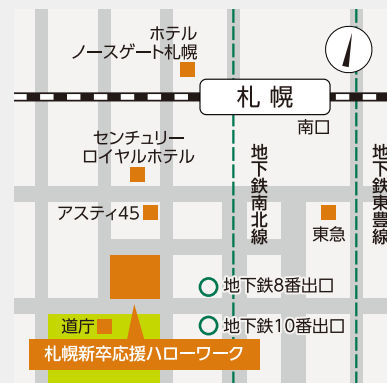 ホテル
ノースゲート札幌
札幌
南口
センチュリー
ロイヤルホテル
地下鉄南北線
地下鉄東豊線
アスティ45
東急
地下鉄8番出口
道庁
地下鉄10番出口
札幌新卒応援ハローワーク